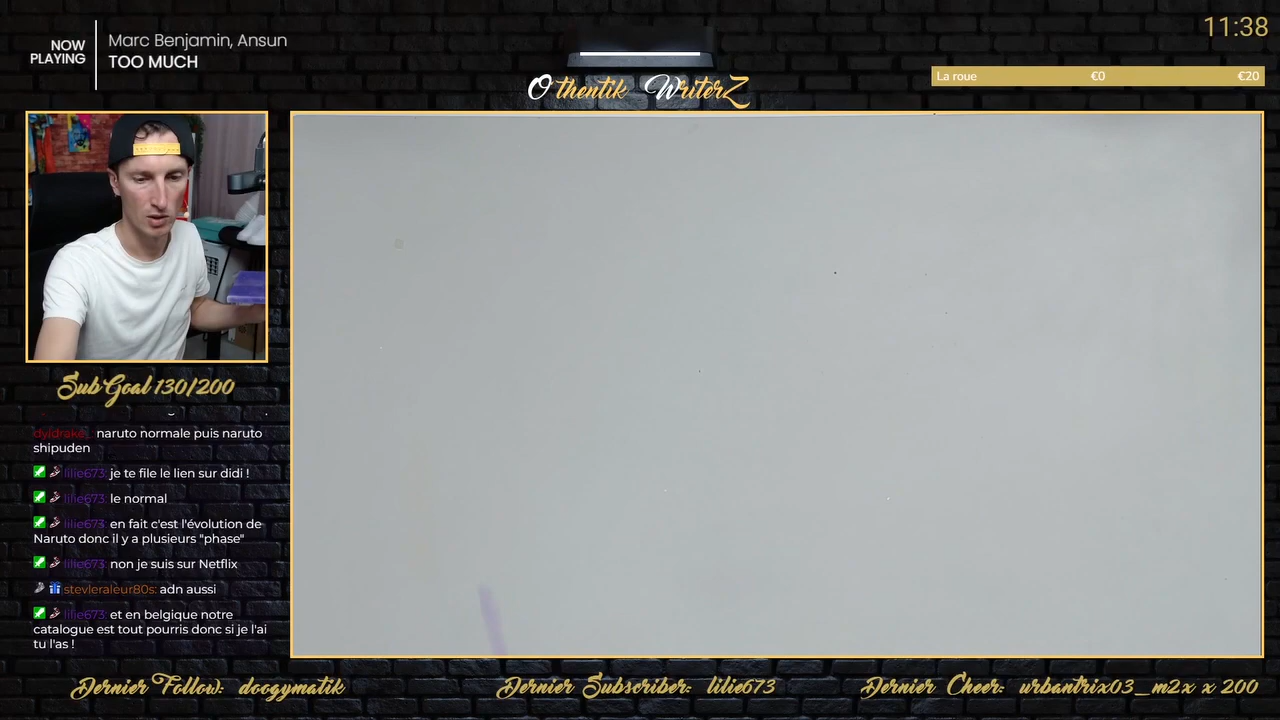 NOW
PLAYING
Marc Benjamin, Ansun
TOO MUCH
11:38
Othentik WriterZ
La roue €0 €20
Sub Goal 130/200
naruto normale puis naruto
shipuden
lilie673: je te file le lien sur didi !
lilie673: le normal
lilie673: en fait c'est l'évolution de
Naruto donc il y a plusieurs "phase"
lilie673: non je suis sur Netflix
stevleraleur80s: adn aussi
lilie673: et en belgique notre
catalogue est tout pourris donc si je l'ai
tu l'as !
Dernier Follow: doogymatik
Dernier Subscriber: lilie673
Dernier Cheer: urbantrix03_m2x x 200